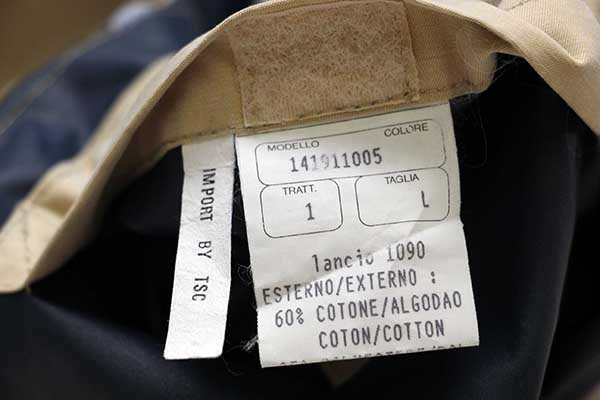 MODELLO
COLORE
141911005
TRATT.
TAGLIA
1
L
lancio 1090
ESTERNO/EXTERNO :
60% COTONE/ALGODAO
COTON/COTTON
IMPORT BY TSC